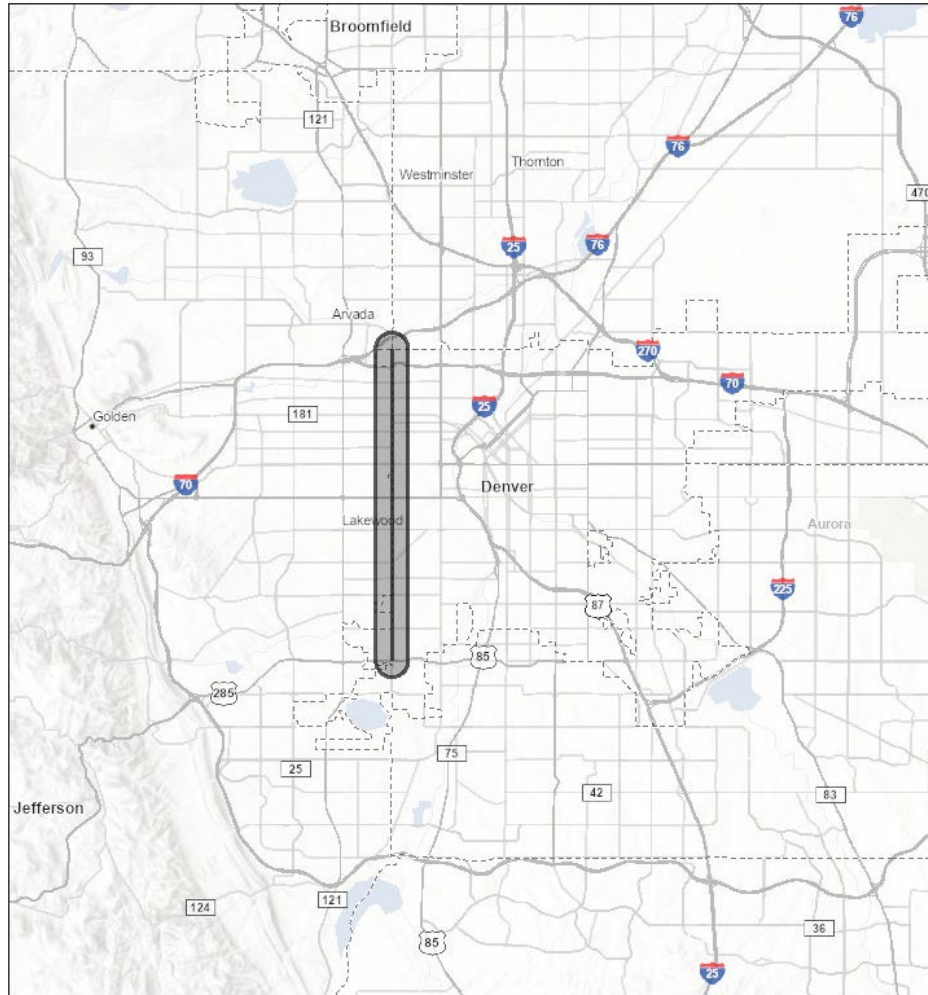 Broomfield
76
121
76
Thornton
Westminster
470
25
76
93
Arvada
270
70
25
181
Golden
70
Denver
Lakewood
Aurora
225
87
85
285
75
25
42
83
Jefferson
124
121
36
85
25